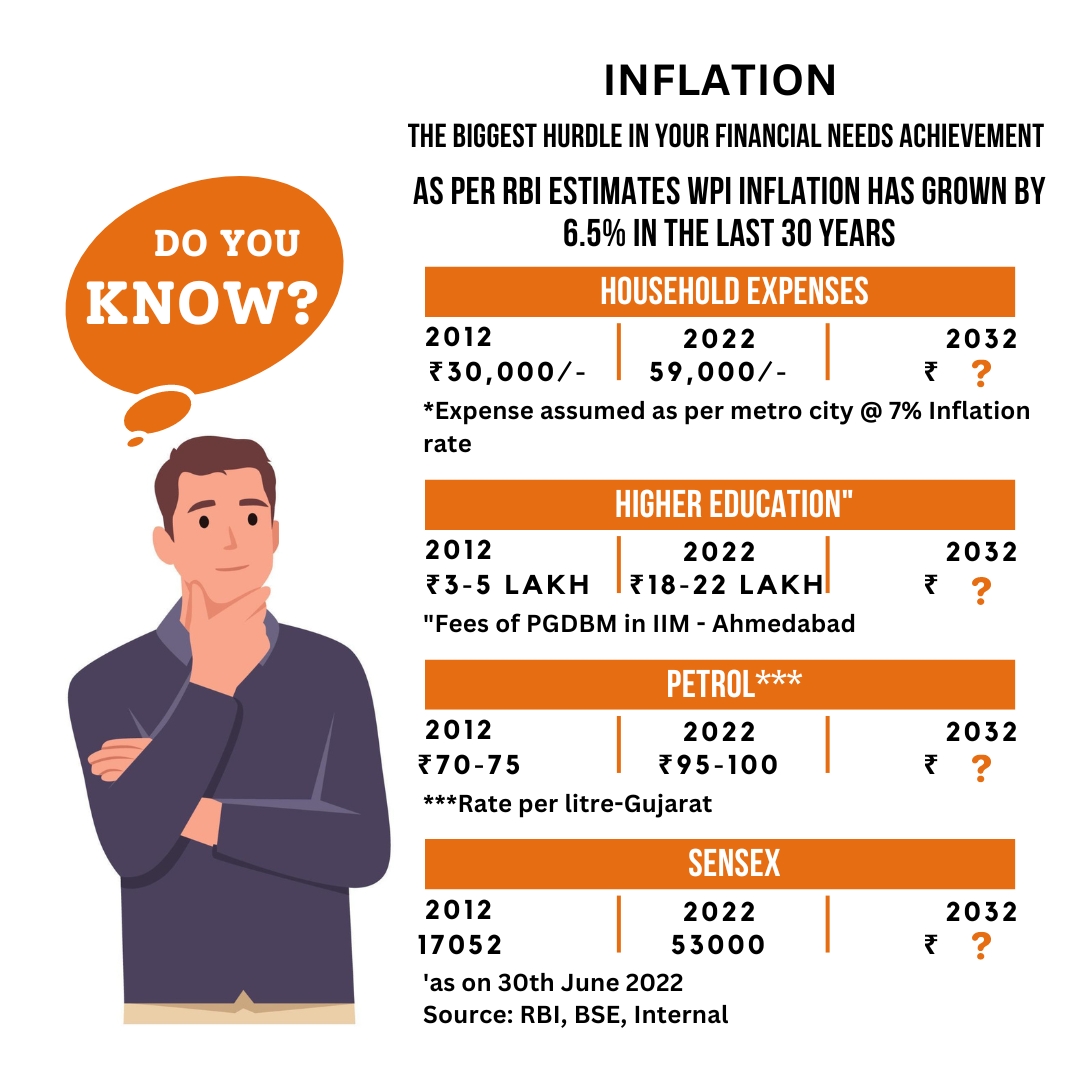 DO YOU
KNOW?
INFLATION
THE BIGGEST HURDLE IN YOUR FINANCIAL NEEDS ACHIEVEMENT
AS PER RBI ESTIMATES WPI INFLATION HAS GROWN BY
6.5% IN THE LAST 30 YEARS
HOUSEHOLD EXPENSES
2012 2022 2032
₹30,000/- 59,000/- ₹ ?
*Expense assumed as per metro city @ 7% Inflation
rate
HIGHER EDUCATION"
2012 2022 2032
₹3-5 LAKH ₹18-22 LAKH ₹ ?
"Fees of PGDBM in IIM - Ahmedabad
PETROL***
2012 2022 2032
₹70-75 ₹95-100 ₹ ?
***Rate per litre-Gujarat
SENSEX
2012 2022 2032
17052 53000 ₹ ?
'as on 30th June 2022
Source: RBI, BSE, Internal